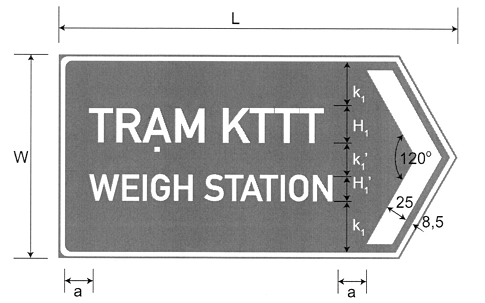 L
W
TRẠM KTTT
WEIGH STATION
k₁
H₁
k₁'
H₁'
k₁
120°
25
8,5
a
a